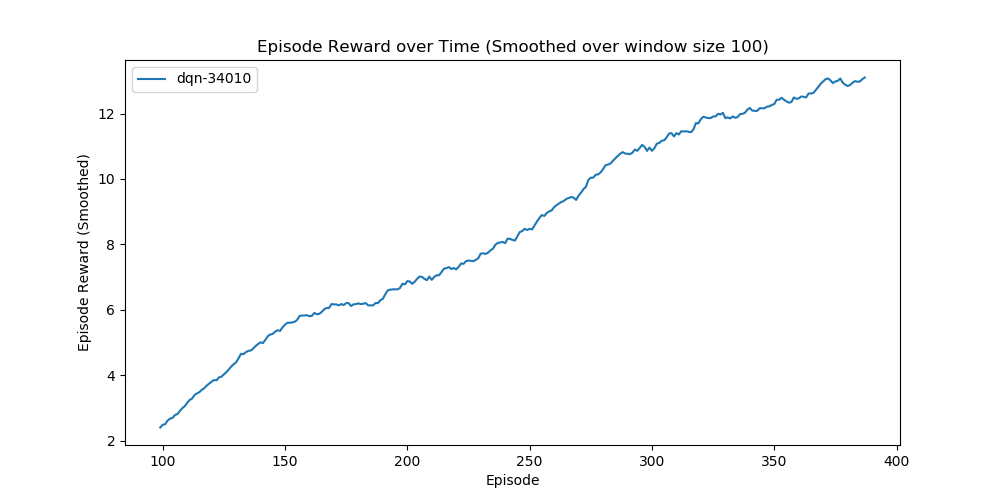 Episode Reward over Time (Smoothed over window size 100)
dqn-34010
Episode Reward (Smoothed)
12
10
8
6
4
2
100 150 200 250 300 350 400
Episode